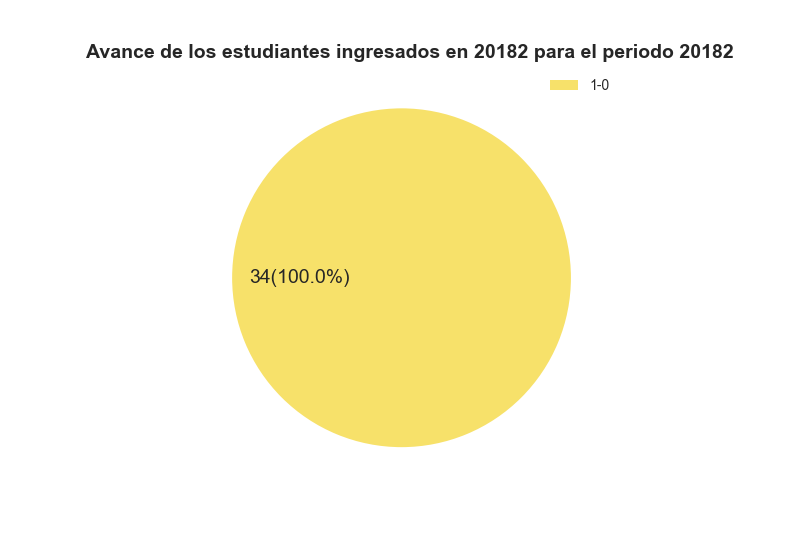 Avance de los estudiantes ingresados en 20182 para el periodo 20182
1-0
34(100.0%)